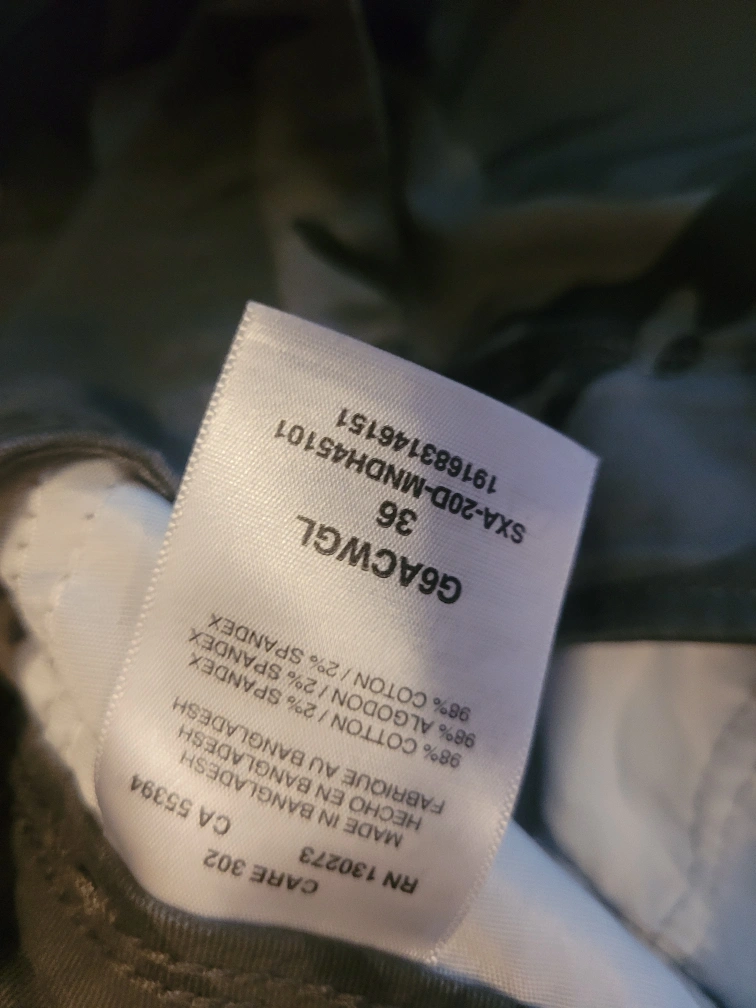 RN 130273
CARE 302
CA 55394
MADE IN BANGLADESH
HECHO EN BANGLADESH
FABRIQUE AU BANGLADESH
98% COTTON / 2% SPANDEX
98% ALGODON / 2% SPANDEX
98% COTON / 2% SPANDEX
G6ACWGL
36
SXA-20D-MNDH45101
191683146151